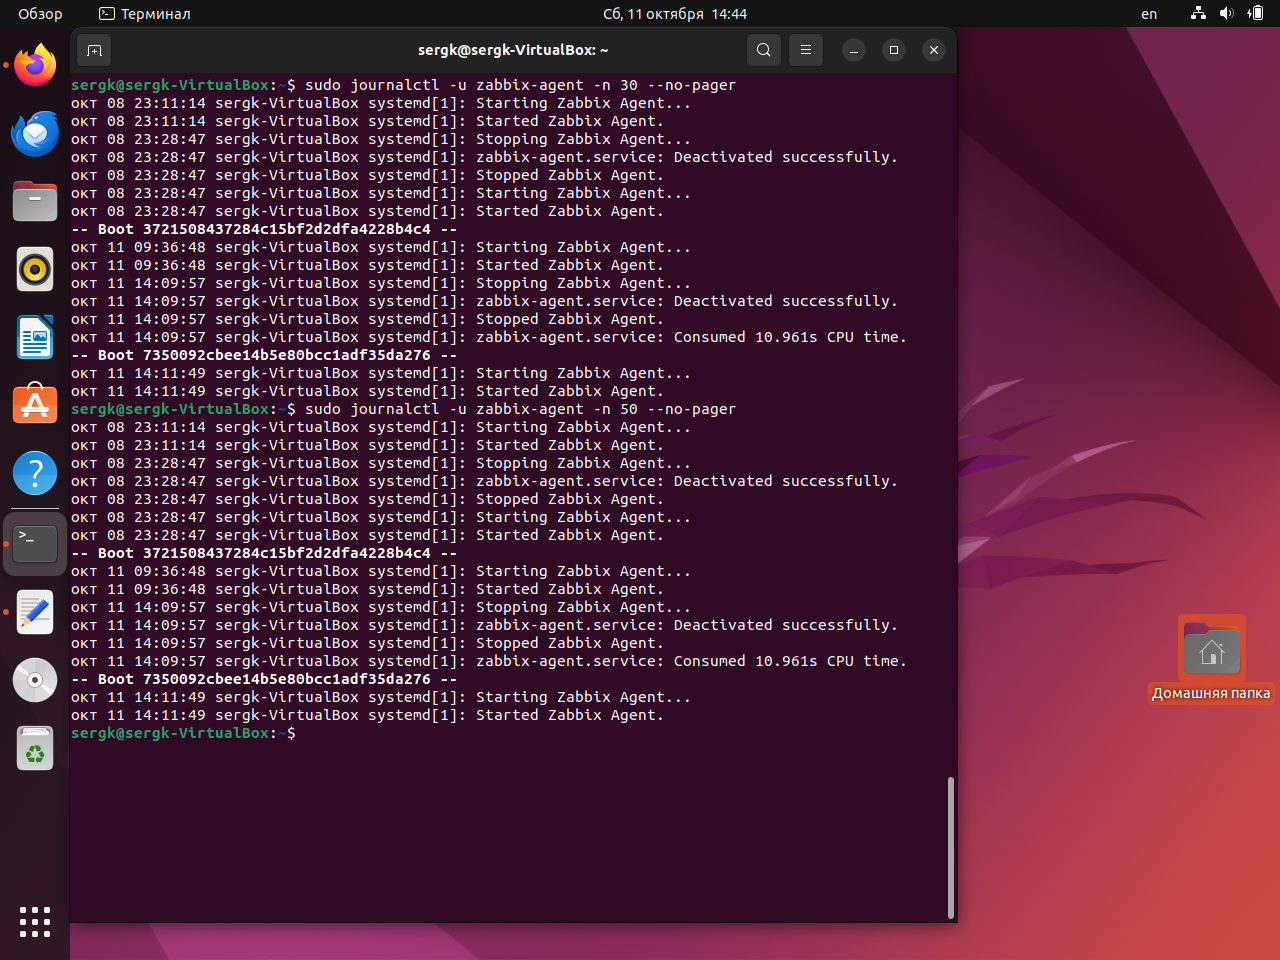 Обзор
Терминал
Сб, 11 октября 14:44
en
sergk@sergk-VirtualBox: ~
sergk@sergk-VirtualBox:~$ sudo journalctl -u zabbix-agent -n 30 --no-pager
окт 08 23:11:14 sergk-VirtualBox systemd[1]: Starting Zabbix Agent...
окт 08 23:11:14 sergk-VirtualBox systemd[1]: Started Zabbix Agent.
окт 08 23:28:47 sergk-VirtualBox systemd[1]: Stopping Zabbix Agent...
окт 08 23:28:47 sergk-VirtualBox systemd[1]: zabbix-agent.service: Deactivated successfully.
окт 08 23:28:47 sergk-VirtualBox systemd[1]: Stopped Zabbix Agent.
окт 08 23:28:47 sergk-VirtualBox systemd[1]: Starting Zabbix Agent...
окт 08 23:28:47 sergk-VirtualBox systemd[1]: Started Zabbix Agent.
-- Boot 3721508437284c15bf2d2dfa4228b4c4 --
окт 11 09:36:48 sergk-VirtualBox systemd[1]: Starting Zabbix Agent...
окт 11 09:36:48 sergk-VirtualBox systemd[1]: Started Zabbix Agent.
окт 11 14:09:57 sergk-VirtualBox systemd[1]: Stopping Zabbix Agent...
окт 11 14:09:57 sergk-VirtualBox systemd[1]: zabbix-agent.service: Deactivated successfully.
окт 11 14:09:57 sergk-VirtualBox systemd[1]: Stopped Zabbix Agent.
окт 11 14:09:57 sergk-VirtualBox systemd[1]: zabbix-agent.service: Consumed 10.961s CPU time.
-- Boot 7350092cbee14b5e80bcc1adf35da276 --
окт 11 14:11:49 sergk-VirtualBox systemd[1]: Starting Zabbix Agent...
окт 11 14:11:49 sergk-VirtualBox systemd[1]: Started Zabbix Agent.
sergk@sergk-VirtualBox:~$ sudo journalctl -u zabbix-agent -n 50 --no-pager
окт 08 23:11:14 sergk-VirtualBox systemd[1]: Starting Zabbix Agent...
окт 08 23:11:14 sergk-VirtualBox systemd[1]: Started Zabbix Agent.
окт 08 23:28:47 sergk-VirtualBox systemd[1]: Stopping Zabbix Agent...
окт 08 23:28:47 sergk-VirtualBox systemd[1]: zabbix-agent.service: Deactivated successfully.
окт 08 23:28:47 sergk-VirtualBox systemd[1]: Stopped Zabbix Agent.
окт 08 23:28:47 sergk-VirtualBox systemd[1]: Starting Zabbix Agent...
окт 08 23:28:47 sergk-VirtualBox systemd[1]: Started Zabbix Agent.
-- Boot 3721508437284c15bf2d2dfa4228b4c4 --
окт 11 09:36:48 sergk-VirtualBox systemd[1]: Starting Zabbix Agent...
окт 11 09:36:48 sergk-VirtualBox systemd[1]: Started Zabbix Agent.
окт 11 14:09:57 sergk-VirtualBox systemd[1]: Stopping Zabbix Agent...
окт 11 14:09:57 sergk-VirtualBox systemd[1]: zabbix-agent.service: Deactivated successfully.
окт 11 14:09:57 sergk-VirtualBox systemd[1]: Stopped Zabbix Agent.
окт 11 14:09:57 sergk-VirtualBox systemd[1]: zabbix-agent.service: Consumed 10.961s CPU time.
-- Boot 7350092cbee14b5e80bcc1adf35da276 --
окт 11 14:11:49 sergk-VirtualBox systemd[1]: Starting Zabbix Agent...
окт 11 14:11:49 sergk-VirtualBox systemd[1]: Started Zabbix Agent.
sergk@sergk-VirtualBox:~$
Домашняя папка